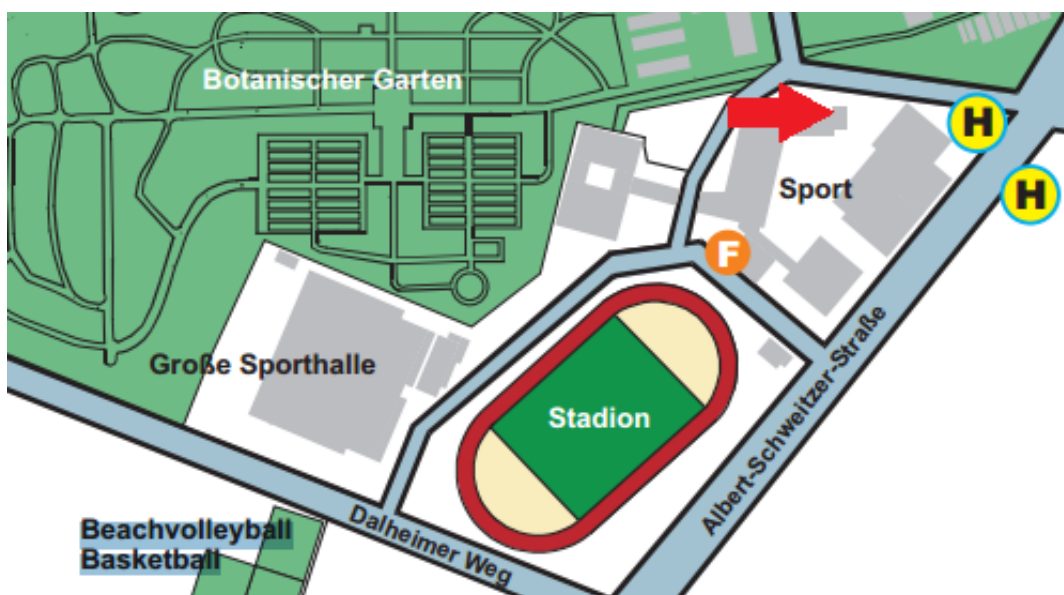 Botanischer Garten
H
Sport
H
F
Große Sporthalle
Stadion
Albert-Schweitzer-Straße
Beachvolleyball
Basketball
Dalheimer Weg